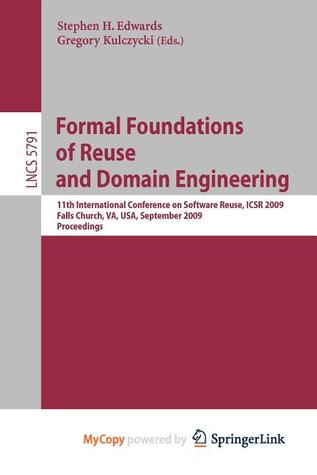 Stephen H. Edwards
Gregory Kulczycki (Eds.)
LNCS 5791
Formal Foundations
of Reuse
and Domain Engineering
11th International Conference on Software Reuse, ICSR 2009
Falls Church, VA, USA, September 2009
Proceedings
MyCopy powered by SpringerLink